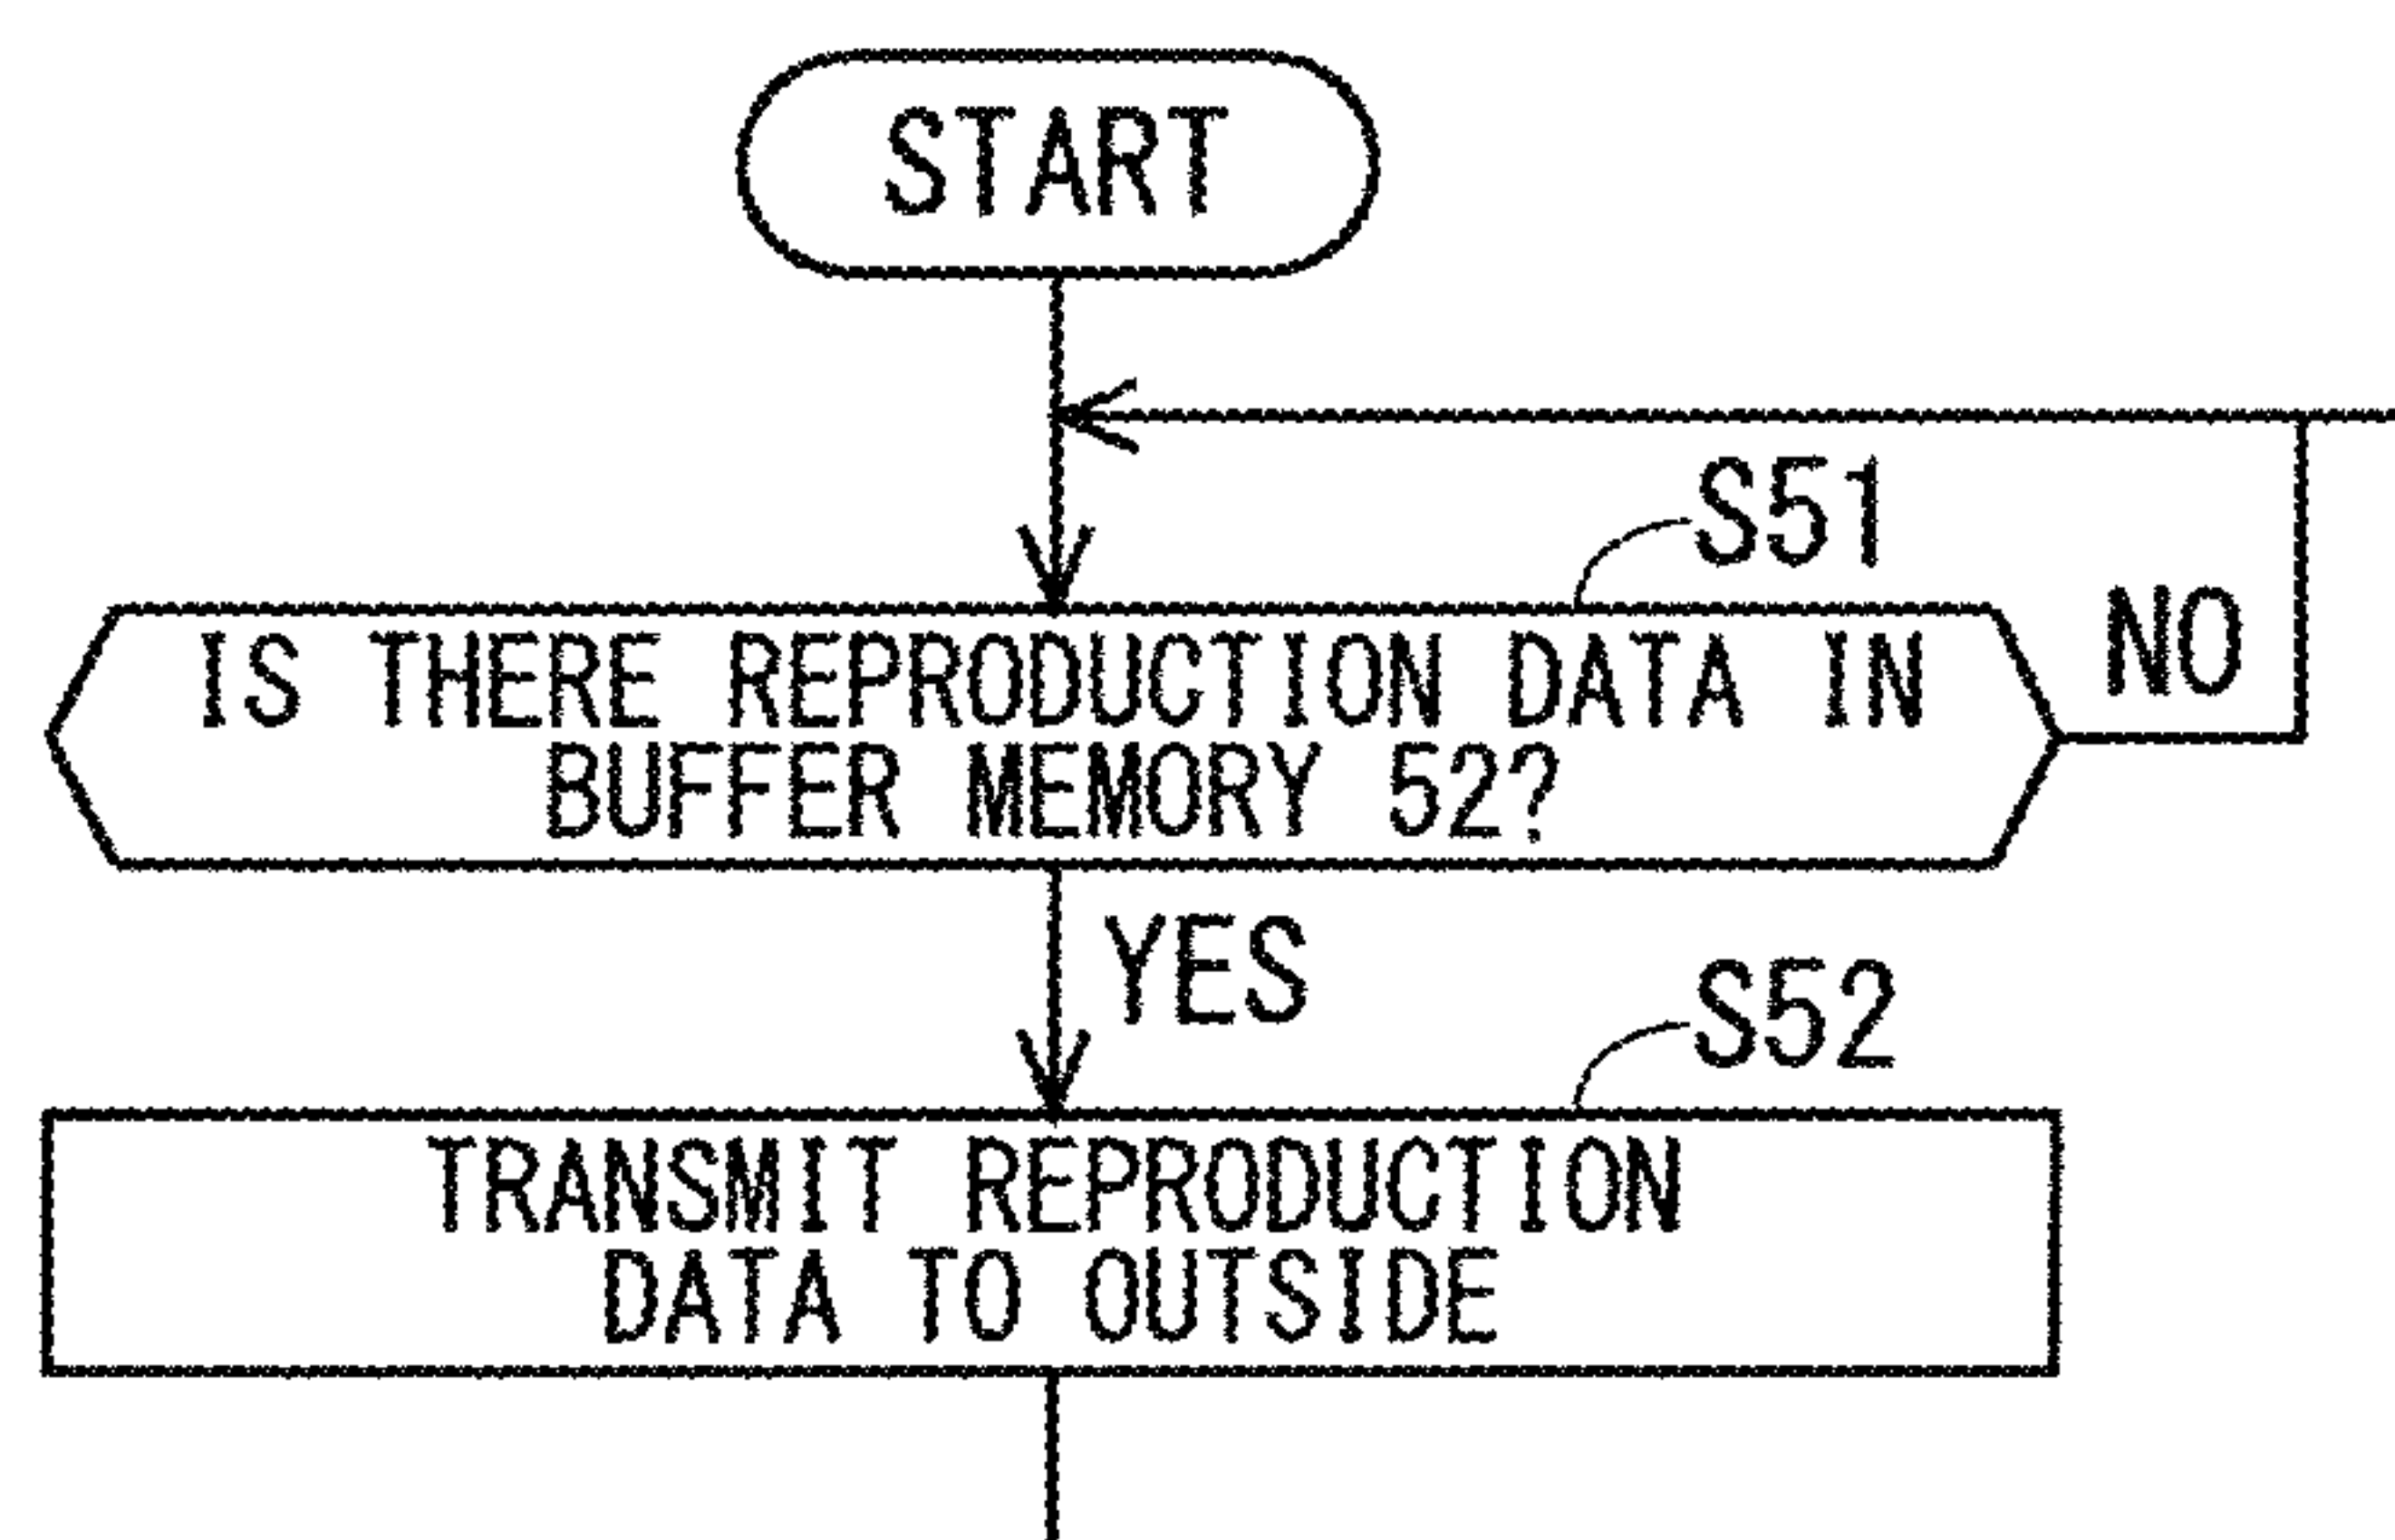 START
S51
IS THERE REPRODUCTION DATA IN
BUFFER MEMORY 52?
NO
YES
S52
TRANSMIT REPRODUCTION
DATA TO OUTSIDE